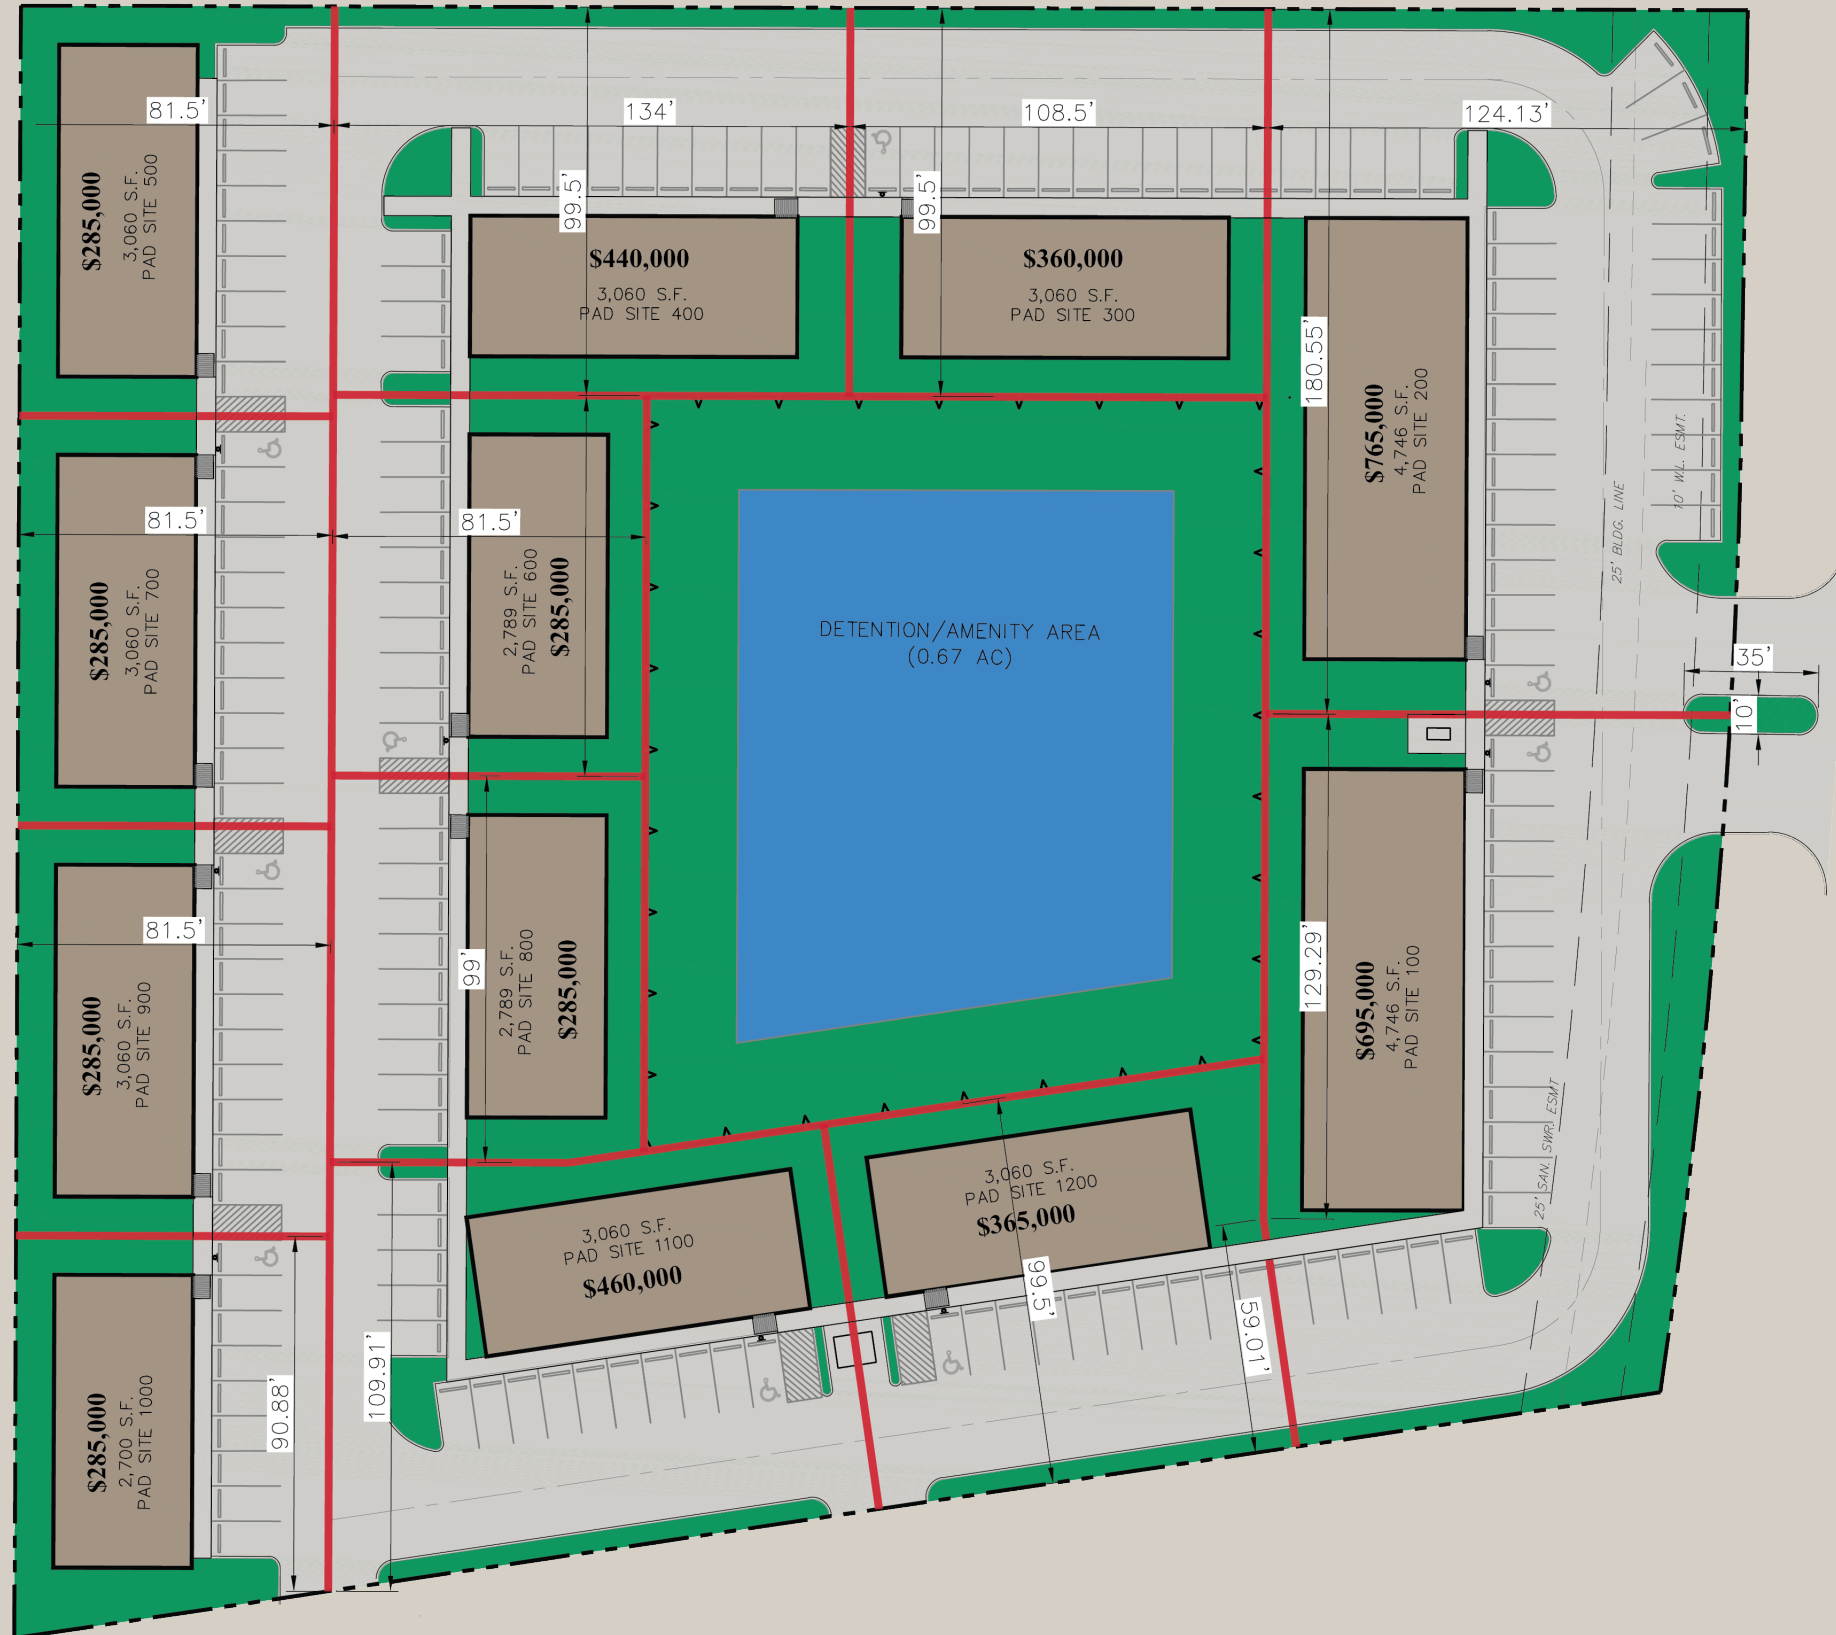 81.5'
134'
108.5'
124.13'
$285,000
3,060 S.F.
PAD SITE 500
99.5'
99.5'
$440,000
3,060 S.F.
PAD SITE 400
$360,000
3,060 S.F.
PAD SITE 300
180.55'
$765,000
4,746 S.F.
PAD SITE 200
10' W.L. ESMT.
25' BLDG. LINE
81.5'
81.5'
$285,000
3,060 S.F.
PAD SITE 700
2,789 S.F.
PAD SITE 600
$285,000
DETENTION/AMENITY AREA
(0.67 AC)
35'
10'
81.5'
$285,000
3,060 S.F.
PAD SITE 900
99'
2,789 S.F.
PAD SITE 800
$285,000
129.29'
$695,000
4,746 S.F.
PAD SITE 100
25' SAN. SWR. ESMT
3,060 S.F.
PAD SITE 1200
$365,000
3,060 S.F.
PAD SITE 1100
$460,000
99.5'
59.01'
109.91'
90.88'
$285,000
2,700 S.F.
PAD SITE 1000